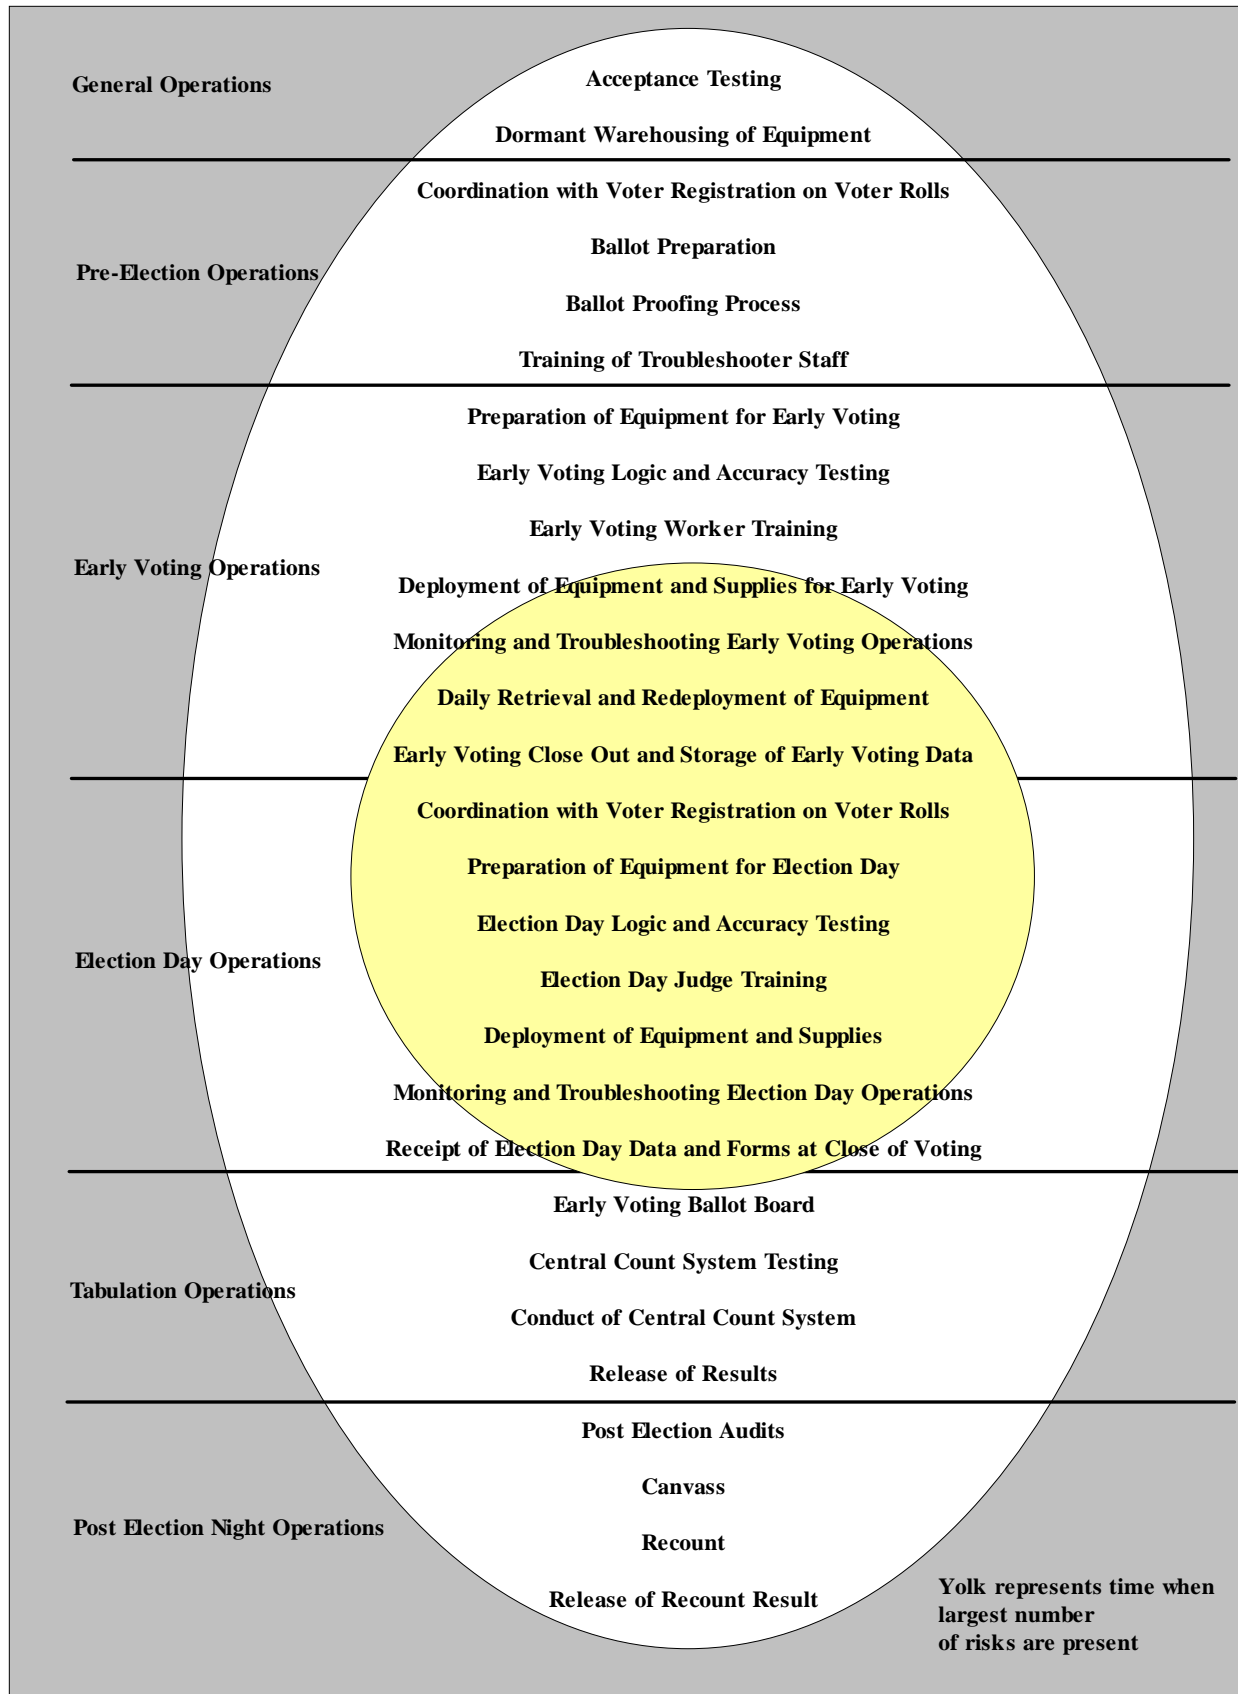 General Operations
Acceptance Testing
Dormant Warehousing of Equipment
Pre-Election Operations
Coordination with Voter Registration on Voter Rolls
Ballot Preparation
Ballot Proofing Process
Training of Troubleshooter Staff
Early Voting Operations
Preparation of Equipment for Early Voting
Early Voting Logic and Accuracy Testing
Early Voting Worker Training
Deployment of Equipment and Supplies for Early Voting
Monitoring and Troubleshooting Early Voting Operations
Daily Retrieval and Redeployment of Equipment
Early Voting Close Out and Storage of Early Voting Data
Election Day Operations
Coordination with Voter Registration on Voter Rolls
Preparation of Equipment for Election Day
Election Day Logic and Accuracy Testing
Election Day Judge Training
Deployment of Equipment and Supplies
Monitoring and Troubleshooting Election Day Operations
Receipt of Election Day Data and Forms at Close of Voting
Tabulation Operations
Early Voting Ballot Board
Central Count System Testing
Conduct of Central Count System
Release of Results
Post Election Night Operations
Post Election Audits
Canvass
Recount
Release of Recount Result
Yolk represents time when
largest number
of risks are present